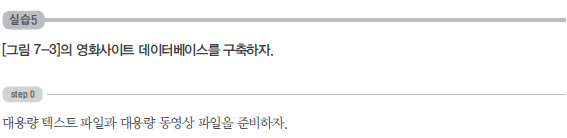 실습5
[그림 7-3]의 영화사이트 데이터베이스를 구축하자.
step 0
대용량 텍스트 파일과 대용량 동영상 파일을 준비하자.